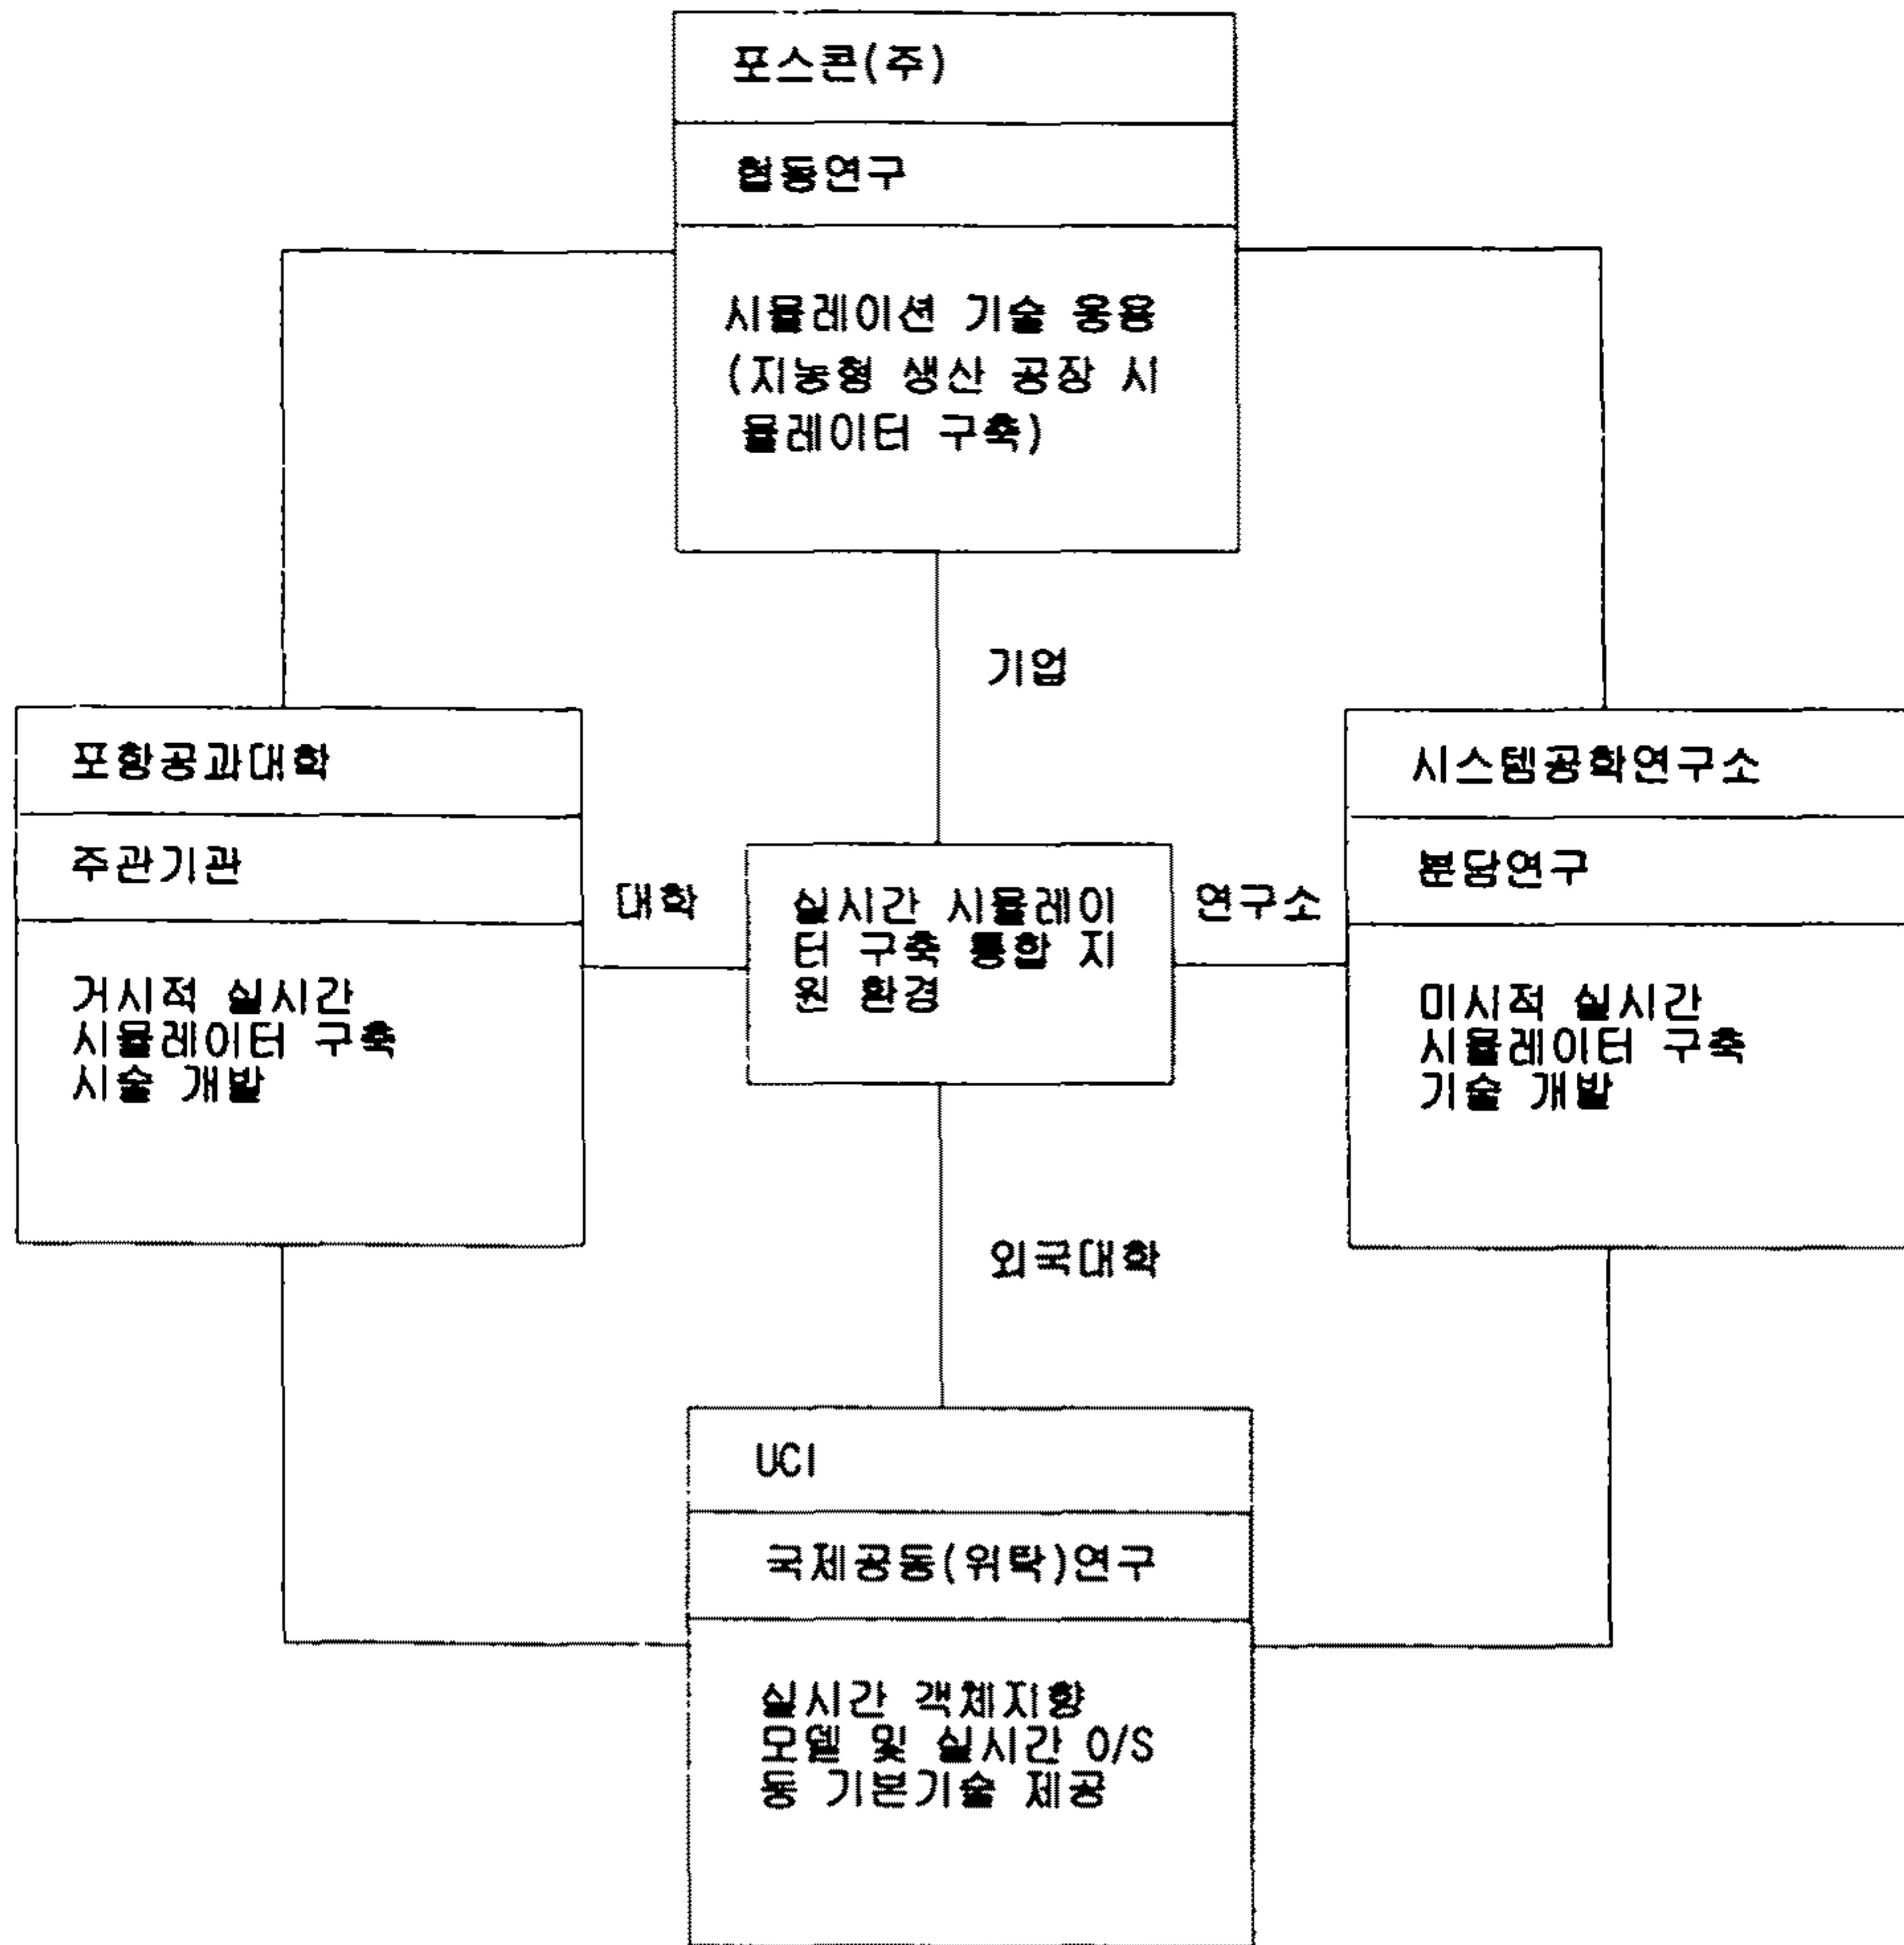 포스콘(주)
협동연구
시뮬레이션 기술 응용
(지능형 생산 공장 시
뮬레이터 구축)
기업
포항공과대학
주관기관
거시적 실시간
시뮬레이터 구축
시술 개발
대학
실시간 시뮬레이
터 구축 통합 지
원 환경
연구소
시스템공학연구소
분담연구
미시적 실시간
시뮬레이터 구축
기술 개발
외국대학
UCI
국제공동(위탁)연구
실시간 객체지향
모델 및 실시간 O/S
등 기본기술 제공